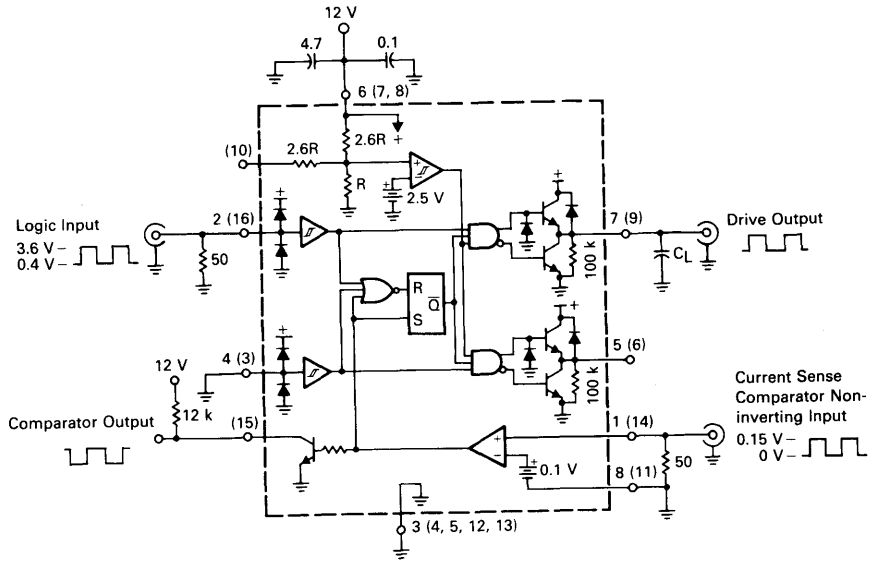 12 V
4.7
0.1
6 (7, 8)
(10)
2.6R
2.6R
+
R
+
−
+
2.5 V
Logic Input
3.6 V –
0.4 V –
2 (16)
50
+
+
7 (9)
Drive Output
100 k
CL
R
Q
S
+
12 V
12 k
4 (3)
+
5 (6)
100 k
Comparator Output
(15)
+
−
+
0.1 V
1 (14)
8 (11)
50
Current Sense
Comparator Non-
inverting Input
0.15 V –
0 V –
3 (4, 5, 12, 13)